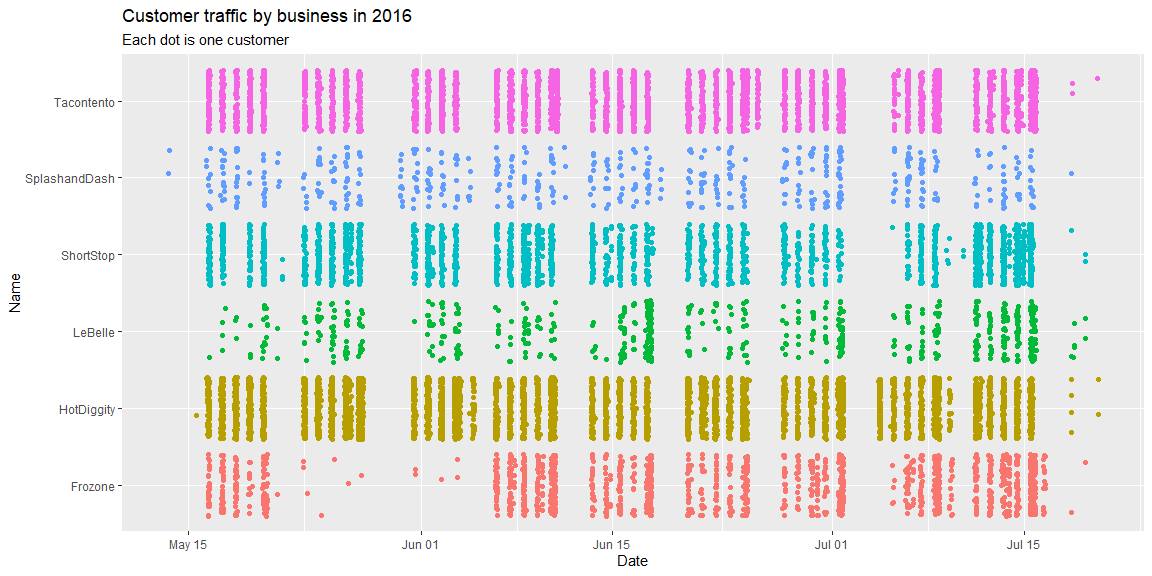 Customer traffic by business in 2016
Each dot is one customer
Name
Tacontento
SplashandDash
ShortStop
LeBelle
HotDiggity
Frozone
May 15
Jun 01
Jun 15
Jul 01
Jul 15
Date